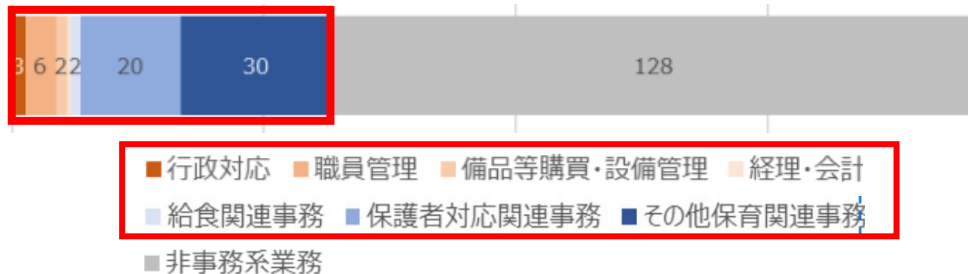 3 6 2 2 20 30 128
行政対応 職員管理 備品等購買・設備管理 経理・会計
給食関連事務 保護者対応関連事務 その他保育関連事務
非事務系業務